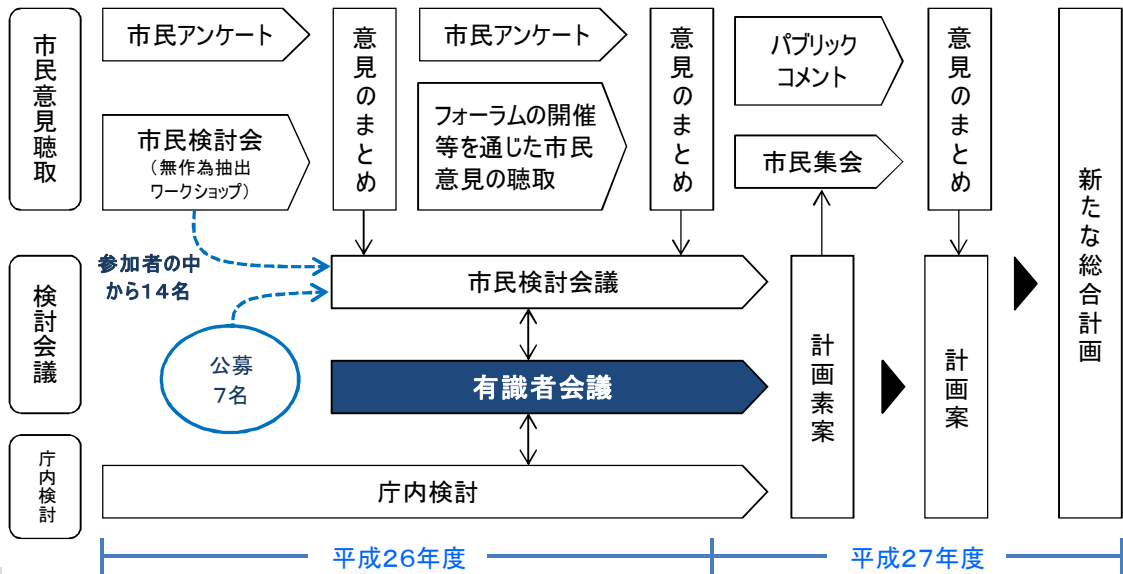 市民意見聴取
市民アンケート
市民検討会
（無作為抽出
ワークショップ）
意見のまとめ
市民アンケート
フォーラムの開催
等を通じた市民
意見の聴取
意見のまとめ
パブリック
コメント
市民集会
意見のまとめ
新たな総合計画
検討会議
参加者の中
から１４名
公募
７名
市民検討会議
有識者会議
計画素案
計画案
庁内検討
庁内検討
平成２６年度
平成２７年度